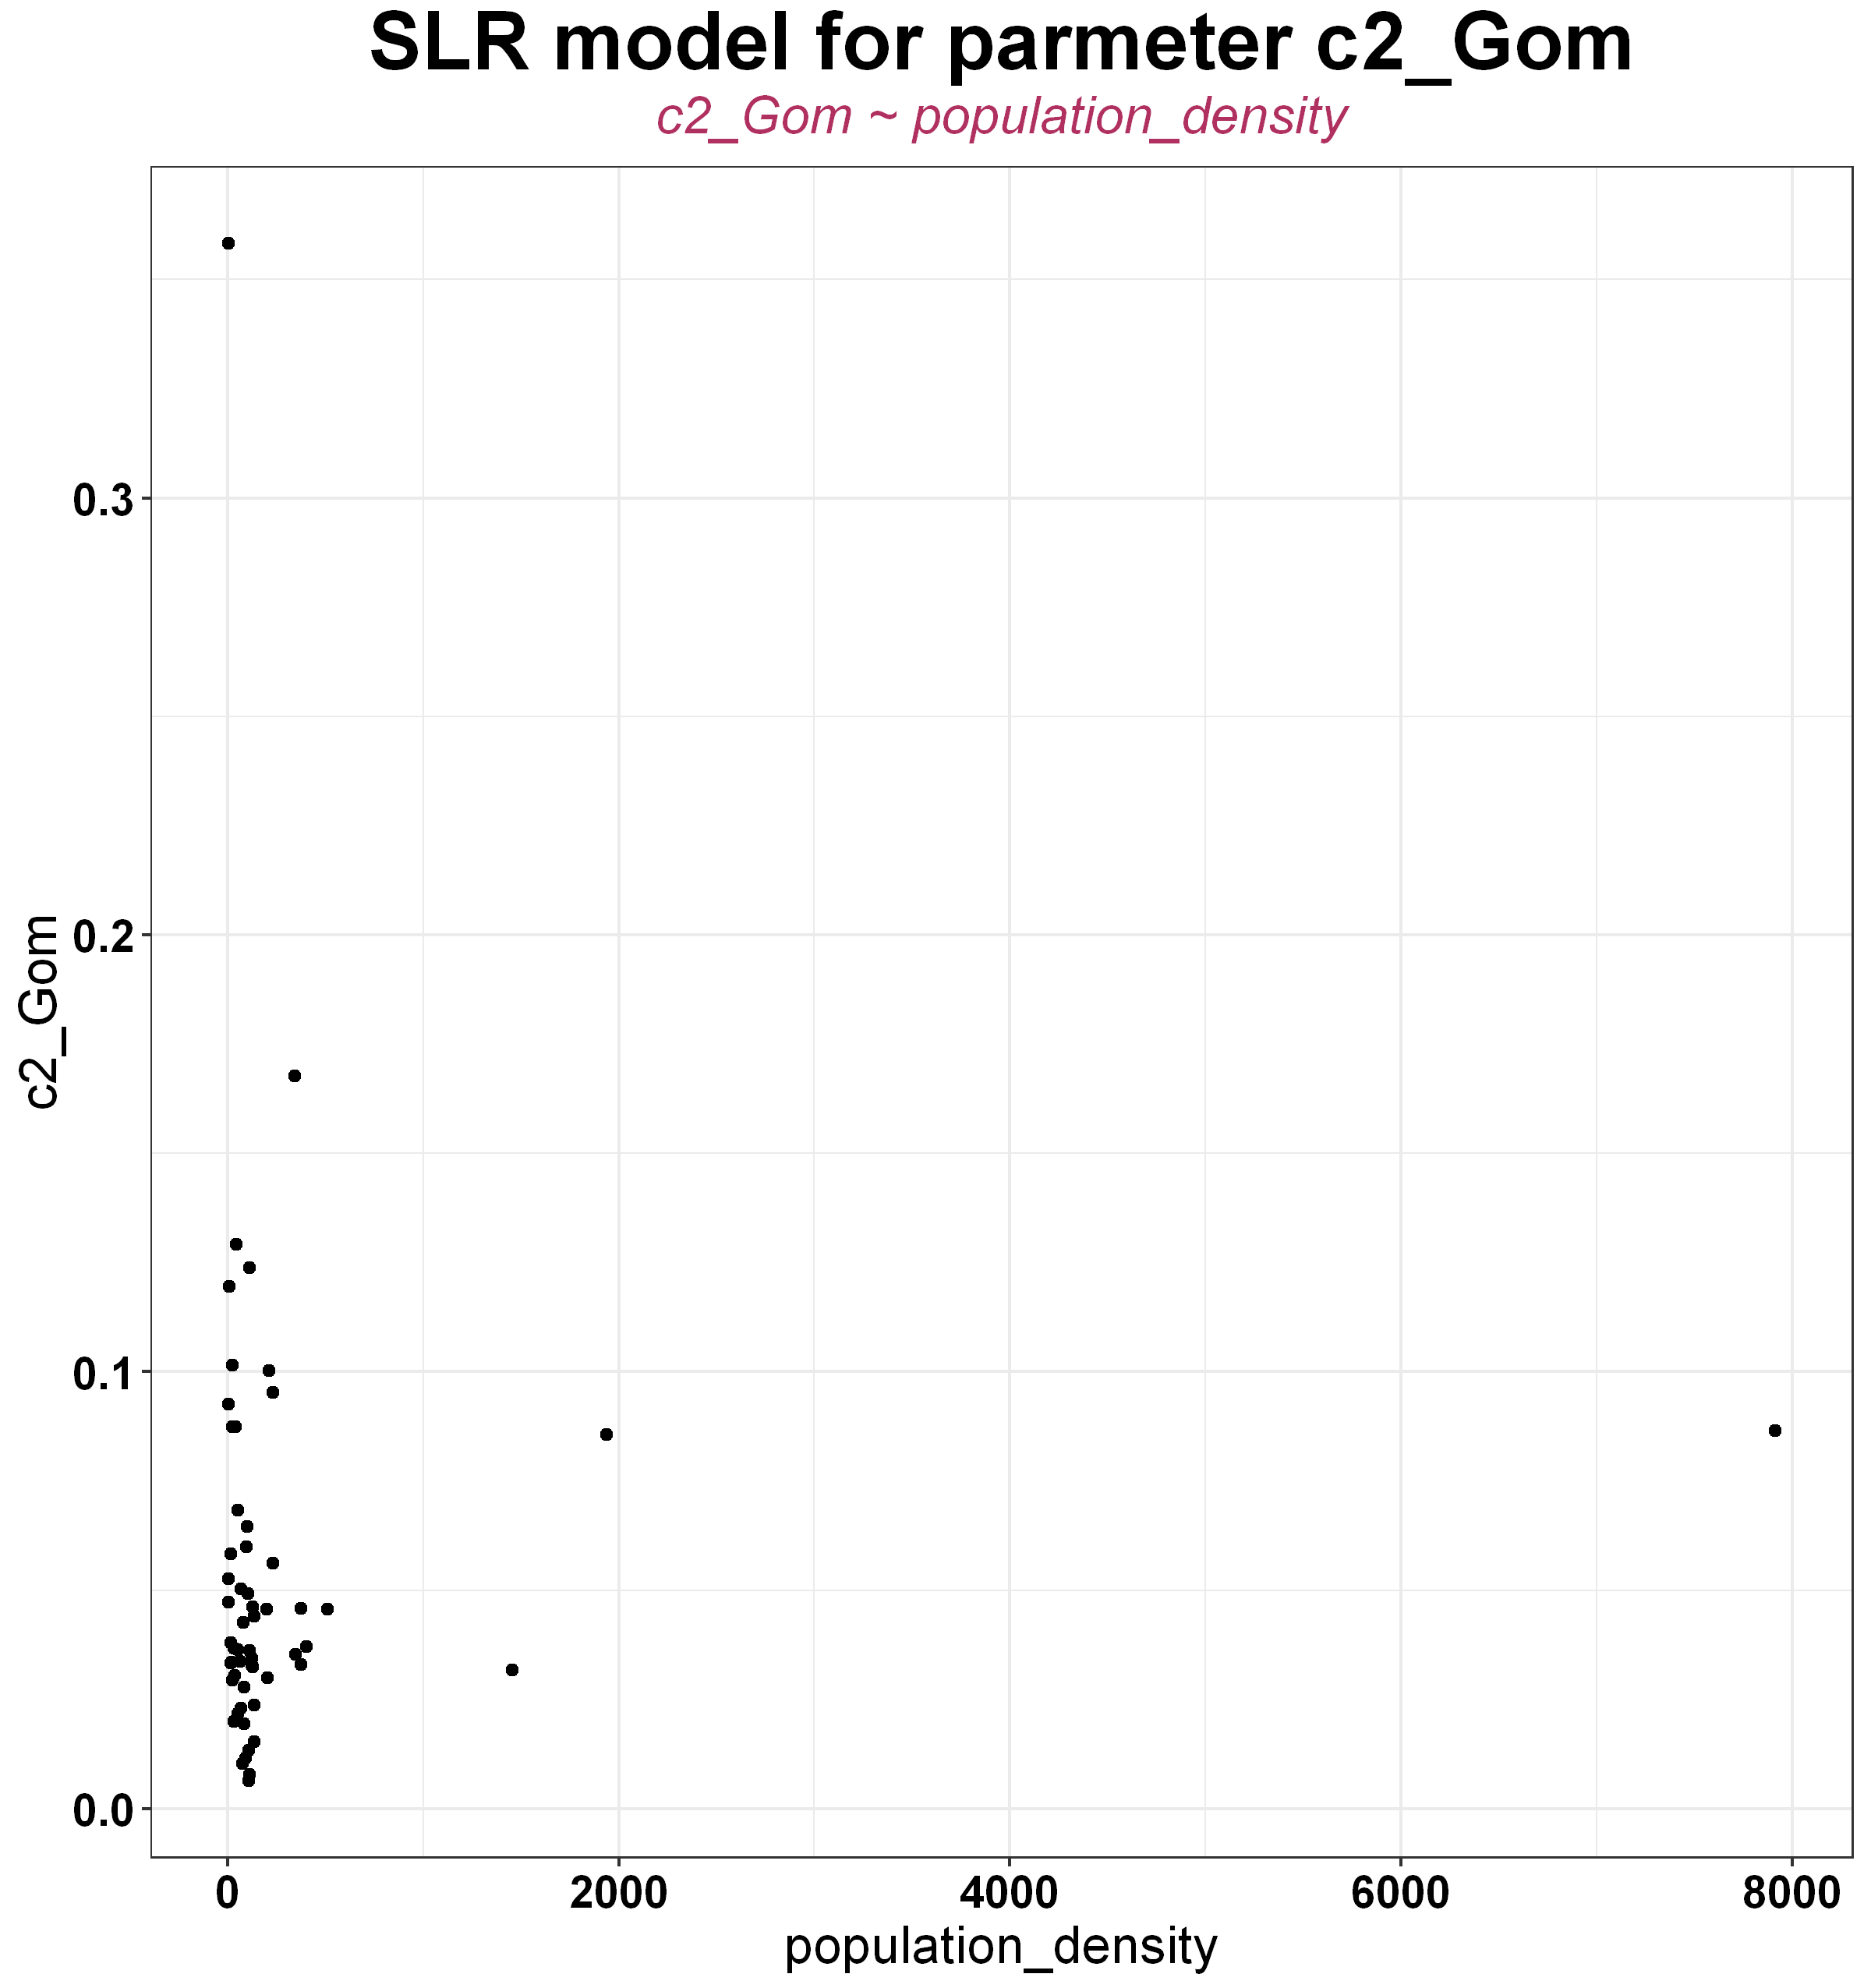 SLR model for parmeter c2_Gom
c2_Gom ~ population_density
0.3
0.2
0.1
0.0
c2_Gom
0 2000 4000 6000 8000
population_density